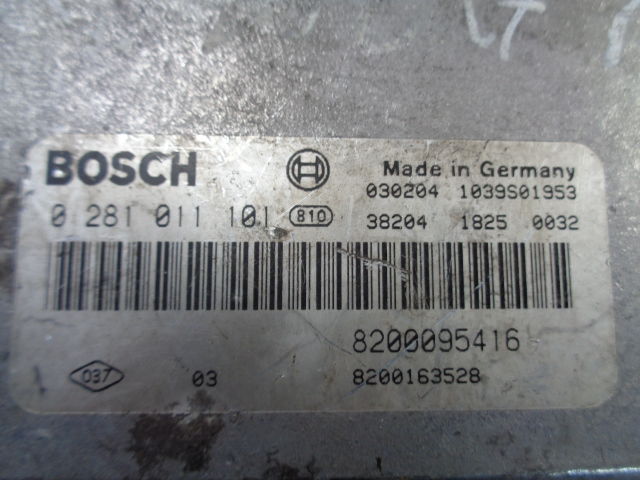 BOSCH
Made in Germany
030204 1039S01953
0 281 011 101 810
38204 1825 0032
8200095416
037 03 8200163528